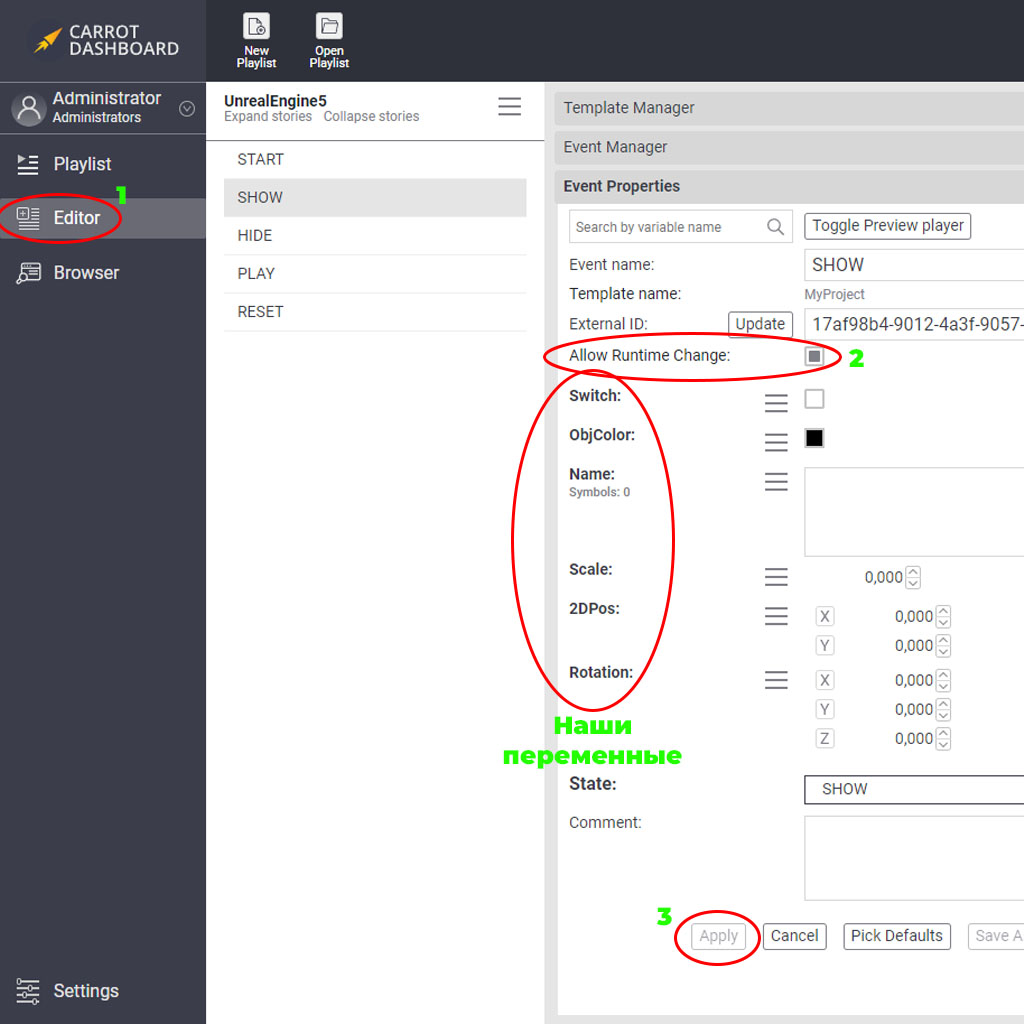 CARROT
DASHBOARD
New
Playlist
Open
Playlist
Administrator
Administrators
Playlist
1
Editor
Browser
Settings
UnrealEngine5
Expand stories Collapse stories
START
SHOW
HIDE
PLAY
RESET
Template Manager
Event Manager
Event Properties
Search by variable name
Toggle Preview player
Event name:
SHOW
Template name:
MyProject
External ID:
Update
17af98b4-9012-4a3f-9057-
Allow Runtime Change:
2
Switch:
ObjColor:
Name:
Symbols: 0
Scale:
0,000
2DPos:
X 0,000
Y 0,000
Rotation:
X 0,000
Y 0,000
Z 0,000
Наши
переменные
State:
SHOW
Comment:
3
Apply
Cancel
Pick Defaults
Save A